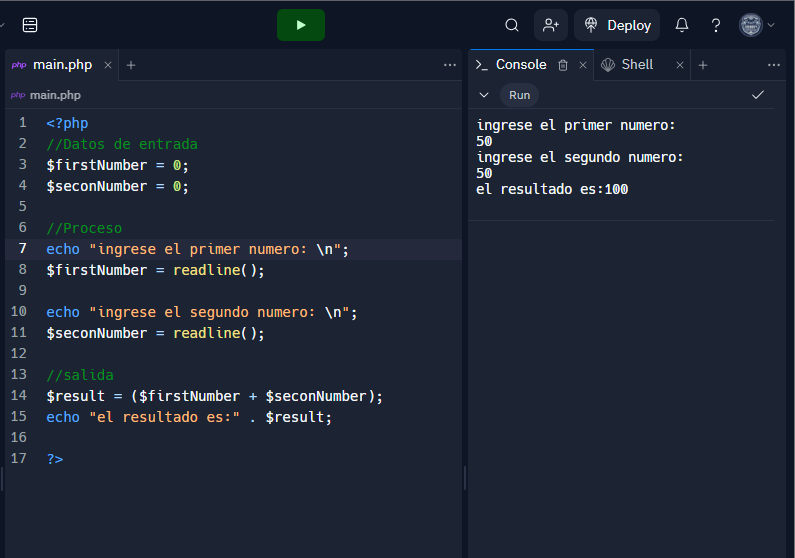 Deploy
?
php main.php
php main.php
1 <?php
2 //Datos de entrada
3 $firstNumber = 0;
4 $seconNumber = 0;
5
6 //Proceso
7 echo "ingrese el primer numero: \n";
8 $firstNumber = readline();
9
10 echo "ingrese el segundo numero: \n";
11 $seconNumber = readline();
12
13 //salida
14 $result = ($firstNumber + $seconNumber);
15 echo "el resultado es:" . $result;
16
17 ?>
Console Shell
Run
ingrese el primer numero:
50
ingrese el segundo numero:
50
el resultado es:100